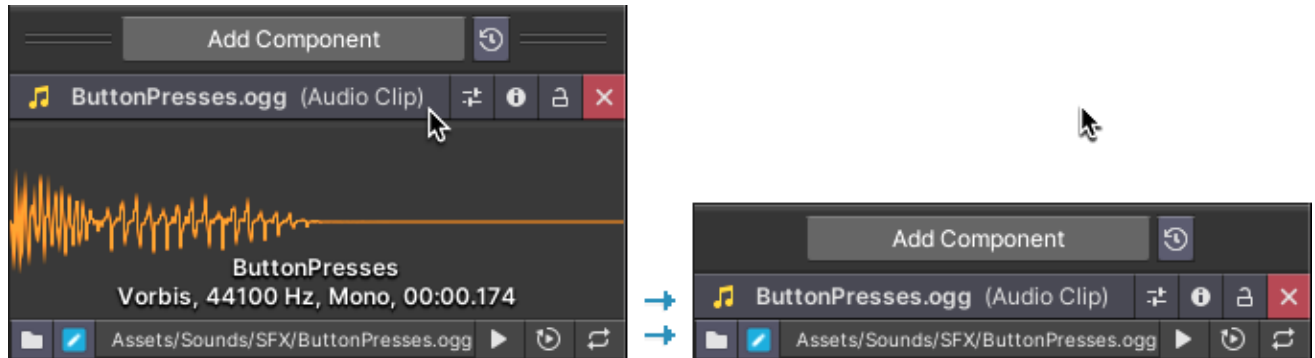 Add Component
ButtonPresses.ogg (Audio Clip)
ButtonPresses
Vorbis, 44100 Hz, Mono, 00:00.174
Assets/Sounds/SFX/ButtonPresses.ogg
Add Component
ButtonPresses.ogg (Audio Clip)
Assets/Sounds/SFX/ButtonPresses.ogg